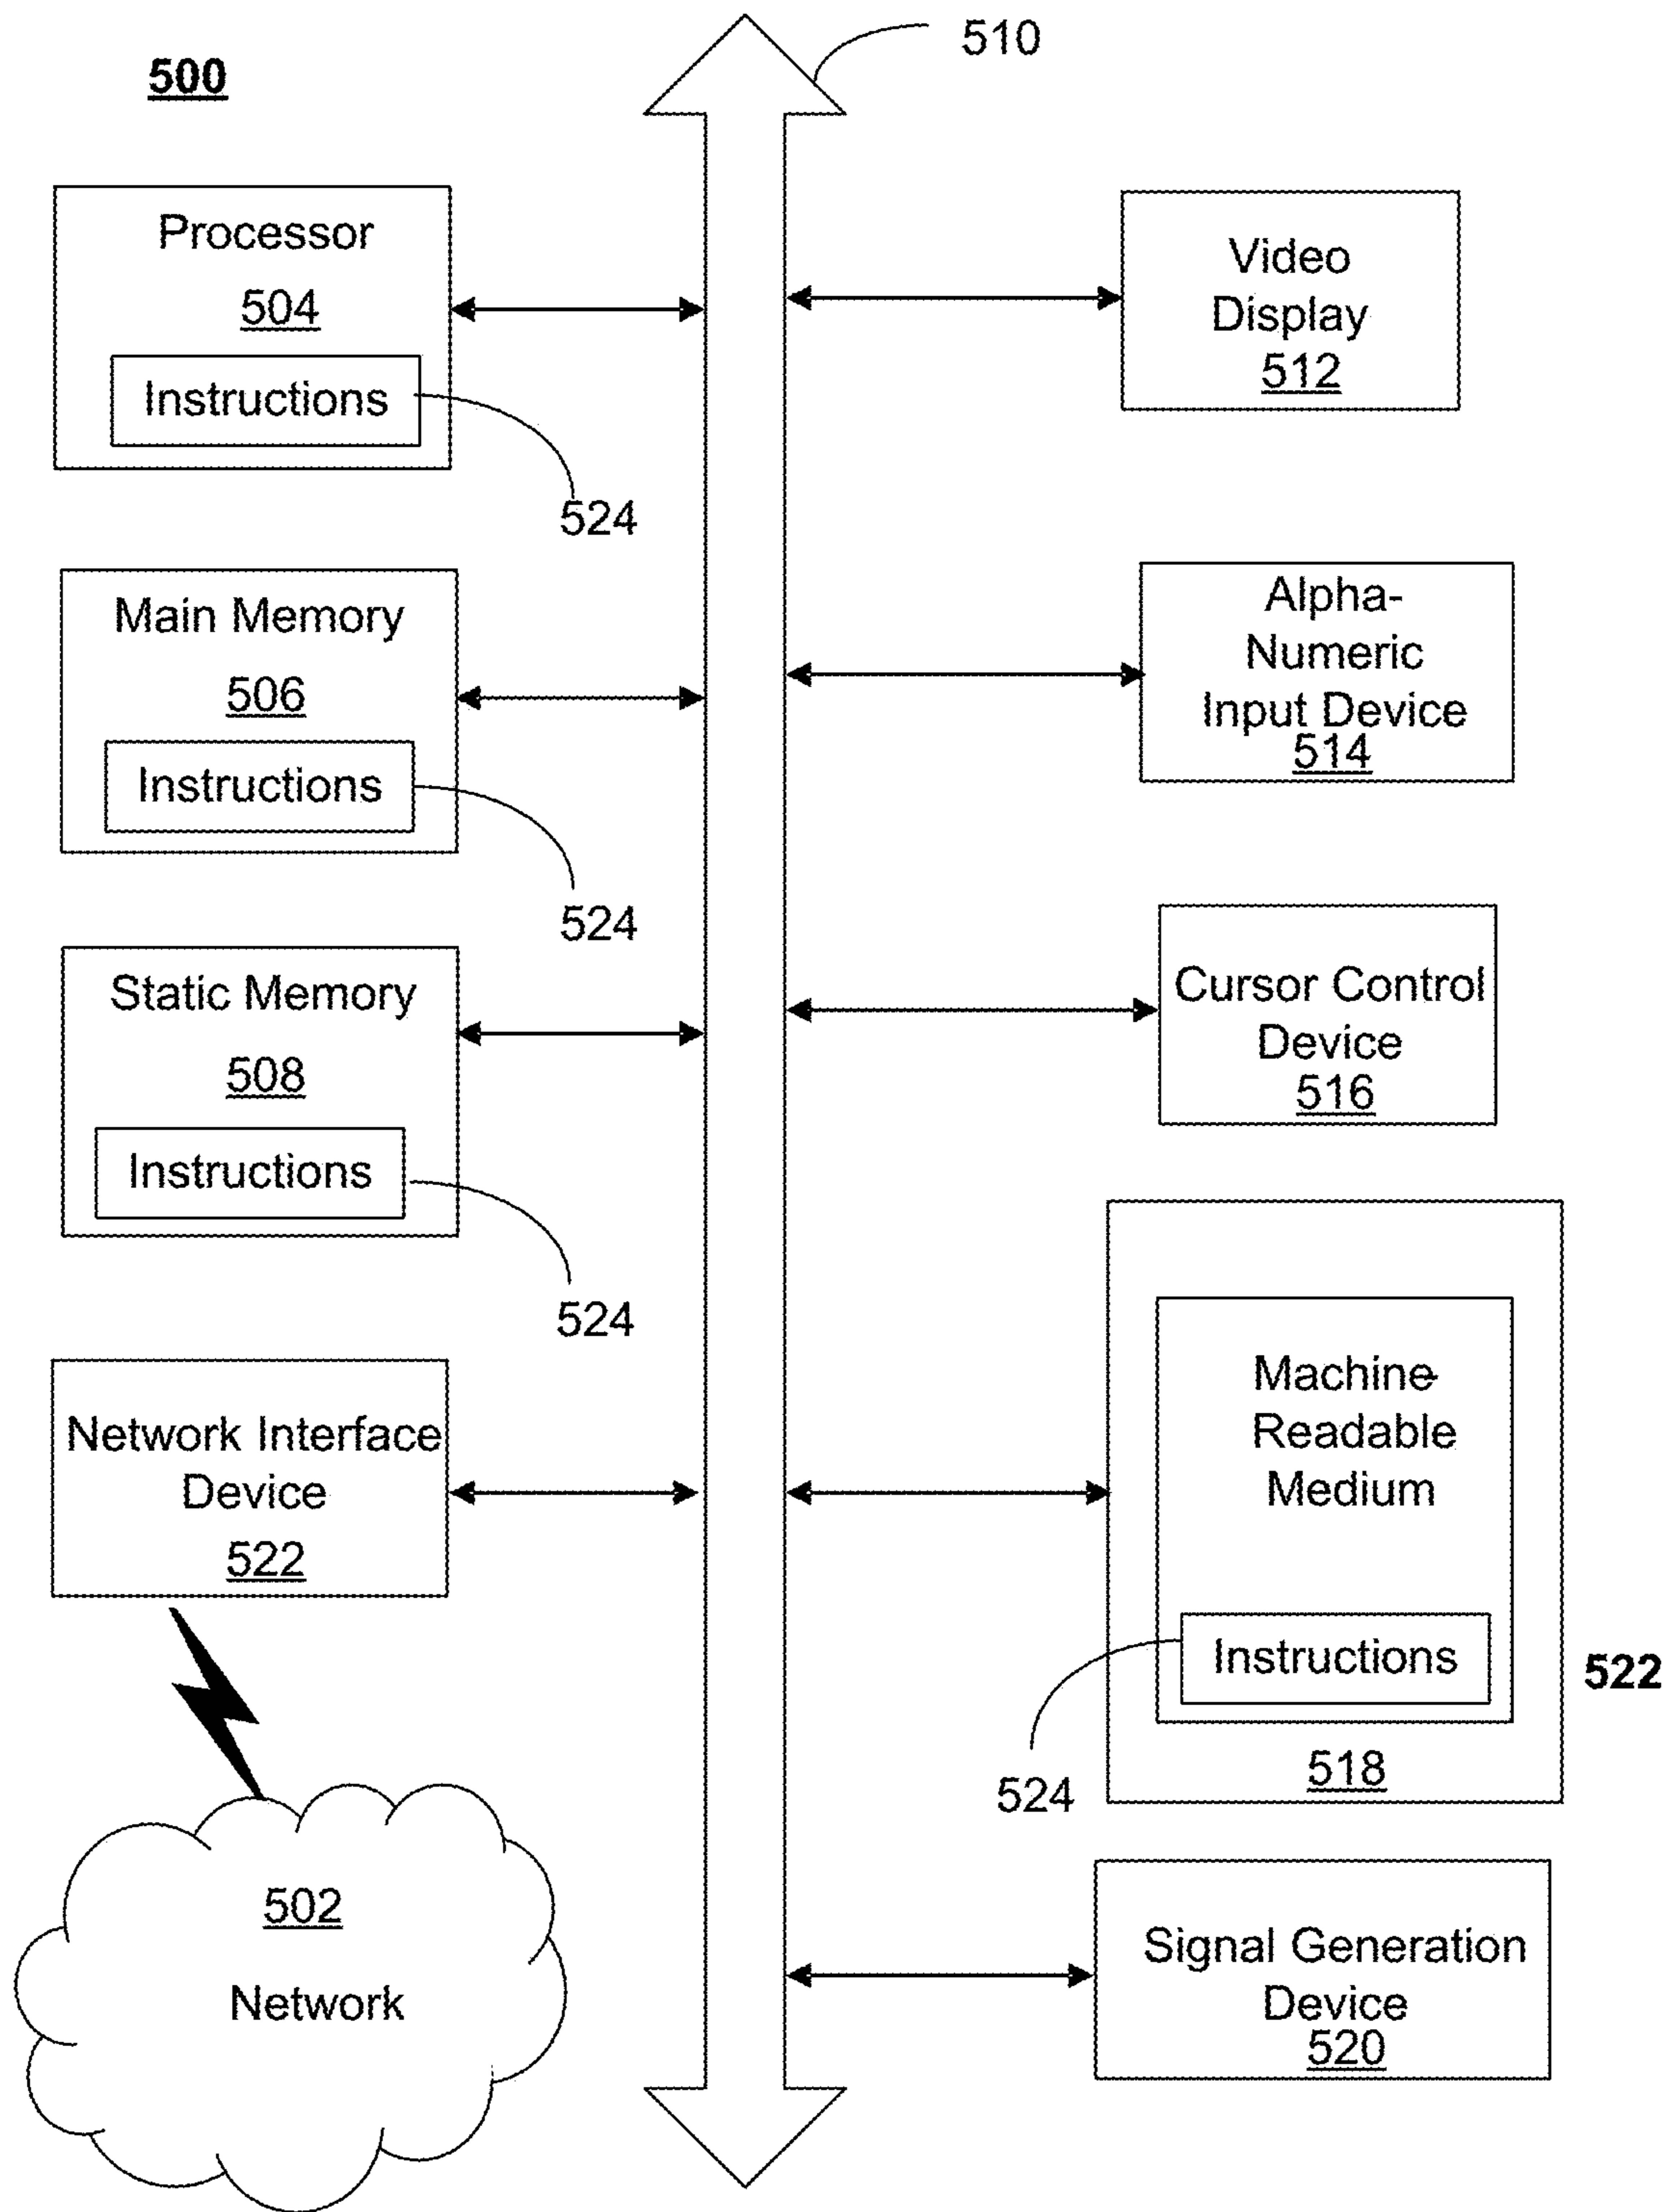 500
510
Processor
504
Instructions
524
Main Memory
506
Instructions
524
Static Memory
508
Instructions
524
Network Interface
Device
522
502
Network
Video
Display
512
Alpha-
Numeric
Input Device
514
Cursor Control
Device
516
Machine-
Readable
Medium
Instructions
522
524
518
Signal Generation
Device
520